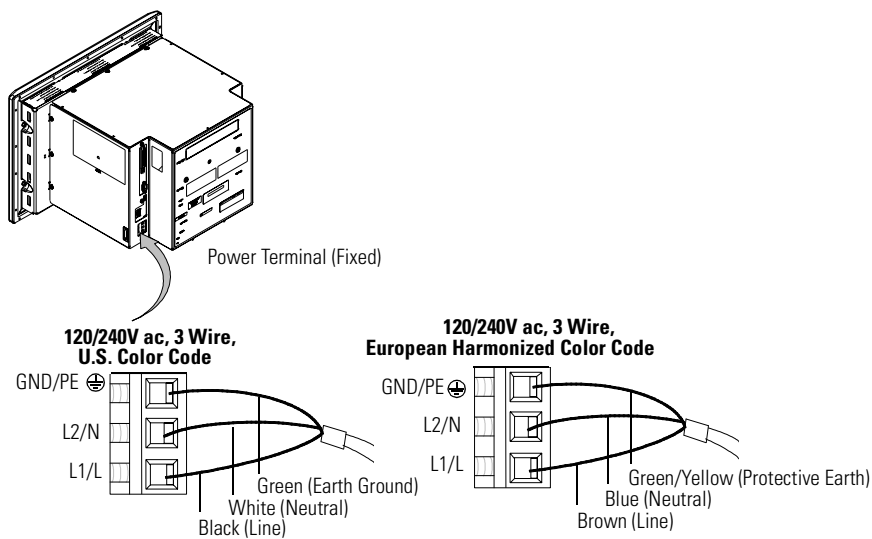 Power Terminal (Fixed)
120/240V ac, 3 Wire,
U.S. Color Code
GND/PE
L2/N
L1/L
Green (Earth Ground)
White (Neutral)
Black (Line)
120/240V ac, 3 Wire,
European Harmonized Color Code
GND/PE
L2/N
L1/L
Green/Yellow (Protective Earth)
Blue (Neutral)
Brown (Line)